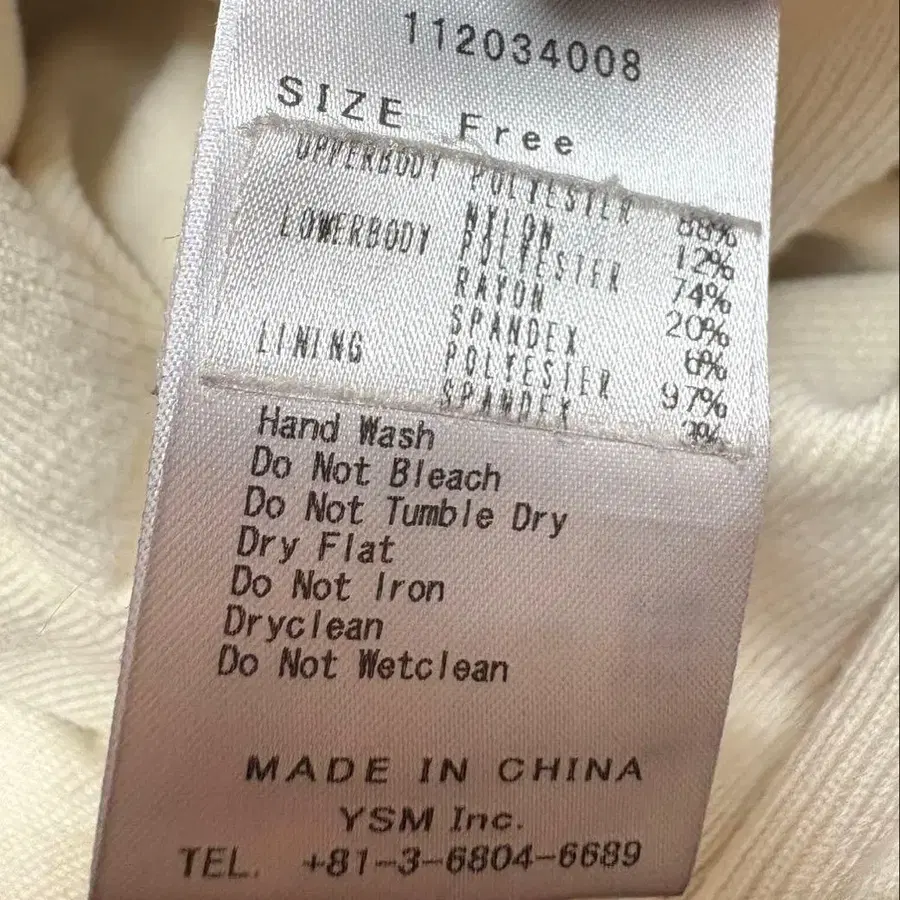 112034008
SIZE Free
UPPERBODY POLYESTER 88%
NYLON 12%
LOWERBODY POLYESTER 74%
RAYON 20%
SPANDEX 6%
LINING POLYESTER 97%
SPANDEX 3%
Hand Wash
Do Not Bleach
Do Not Tumble Dry
Dry Flat
Do Not Iron
Dryclean
Do Not Wetclean
MADE IN CHINA
YSM Inc.
TEL. +81-3-6804-6689